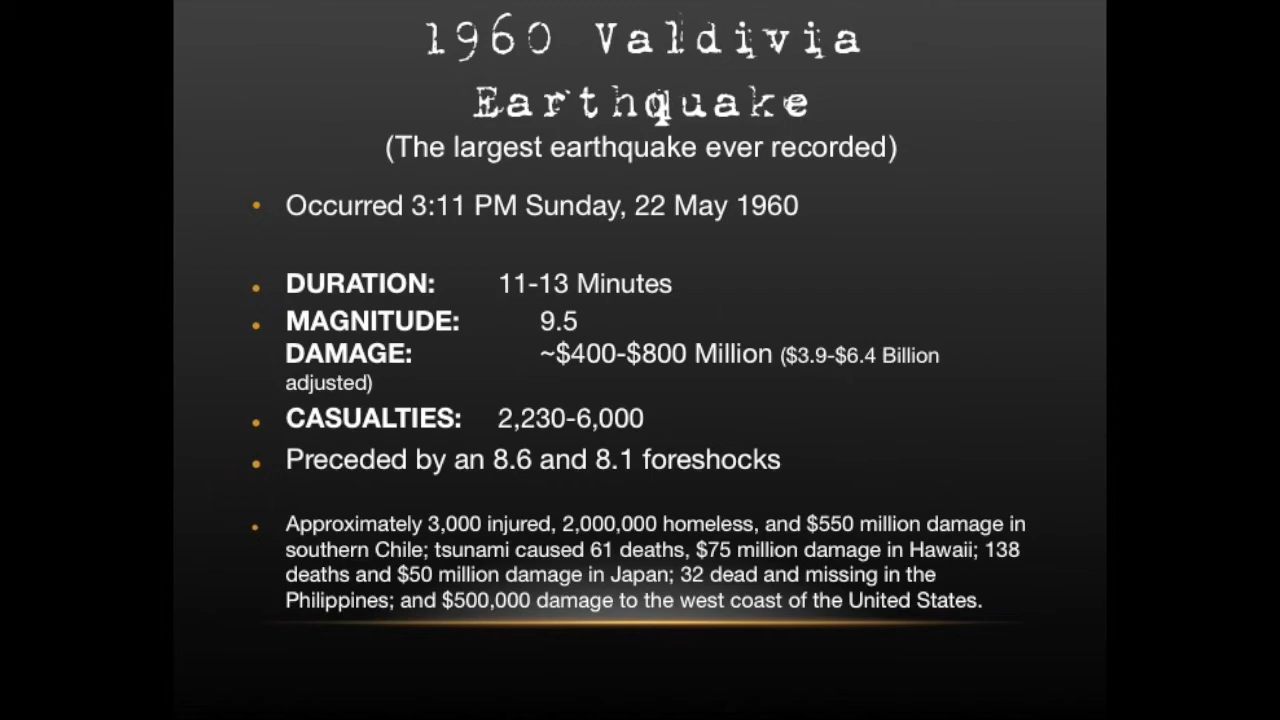 1960 Valdivia
Earthquake
(The largest earthquake ever recorded)
• Occurred 3:11 PM Sunday, 22 May 1960
• DURATION: 11-13 Minutes
• MAGNITUDE: 9.5
DAMAGE: ~$400-$800 Million ($3.9-$6.4 Billion
adjusted)
• CASUALTIES: 2,230-6,000
• Preceded by an 8.6 and 8.1 foreshocks
• Approximately 3,000 injured, 2,000,000 homeless, and $550 million damage in
southern Chile; tsunami caused 61 deaths, $75 million damage in Hawaii; 138
deaths and $50 million damage in Japan; 32 dead and missing in the
Philippines; and $500,000 damage to the west coast of the United States.